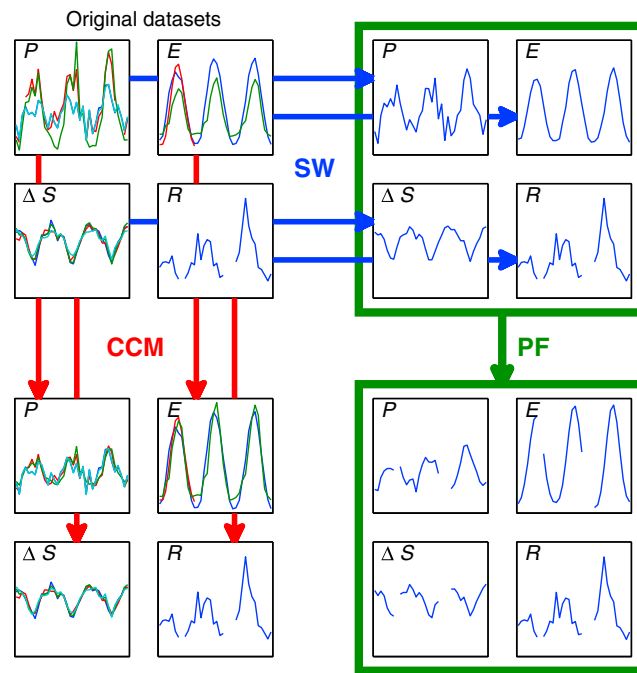 Original datasets
P E P E
SW
Δ S R Δ S R
CCM PF
P E P E
Δ S R Δ S R